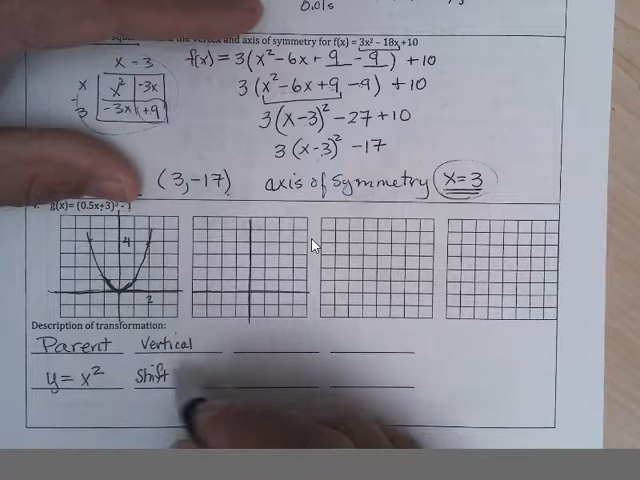 0.01s
the vertex and axis of symmetry for f(x) = 3x² − 18x +10
x = 3
f(x) = 3(x²−6x + 9 − 9) + 10
x x² -3x
-3 -3x +9
3(x²−6x+9 −9) +10
3(x−3)² −27 +10
3(x−3)² −17
(3,−17) axis of Symmetry x=3
g(x)= (0.5x+3)² - 1
4
2
Description of transformation:
Parent Vertical
y = x² Shift